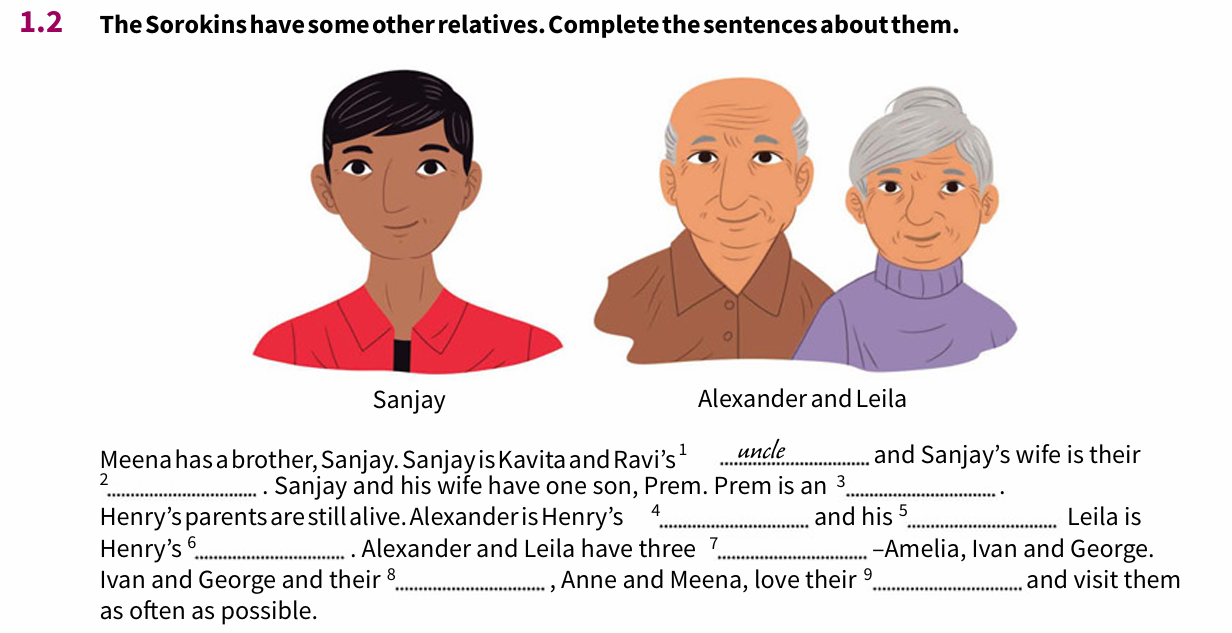 1.2 The Sorokins have some other relatives. Complete the sentences about them.
Sanjay
Alexander and Leila
Meena has a brother, Sanjay. Sanjay is Kavita and Ravi's 1 uncle and Sanjay's wife is their
2.............................. . Sanjay and his wife have one son, Prem. Prem is an 3.............................. .
Henry's parents are still alive. Alexander is Henry's 4.............................. and his 5.............................. Leila is
Henry's 6.............................. . Alexander and Leila have three 7.............................. –Amelia, Ivan and George.
Ivan and George and their 8.............................. , Anne and Meena, love their 9.............................. and visit them
as often as possible.